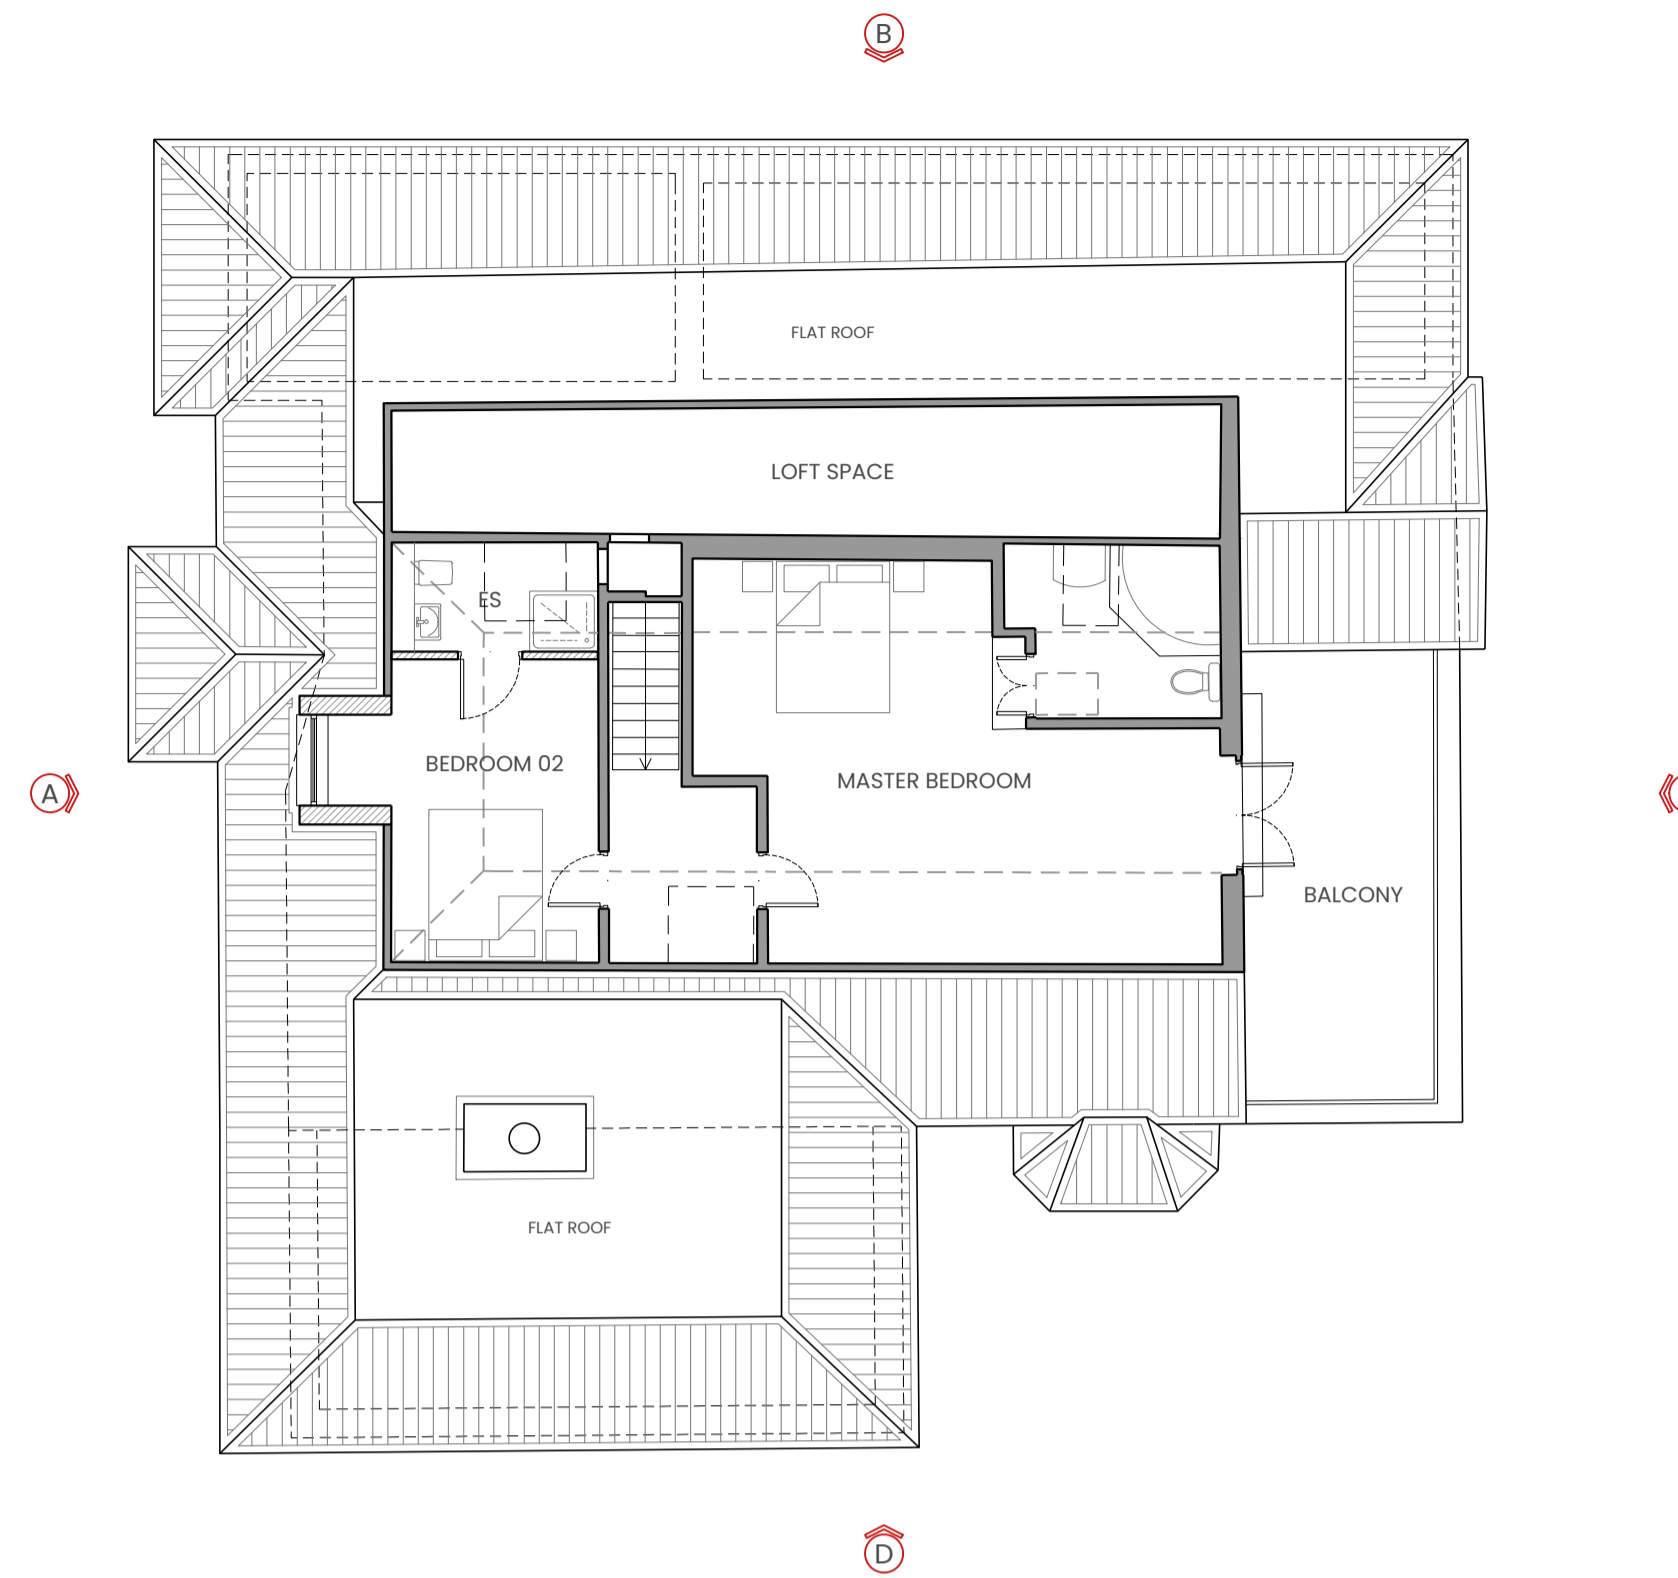 B
FLAT ROOF
LOFT SPACE
ES
BEDROOM 02
MASTER BEDROOM
A
BALCONY
FLAT ROOF
D